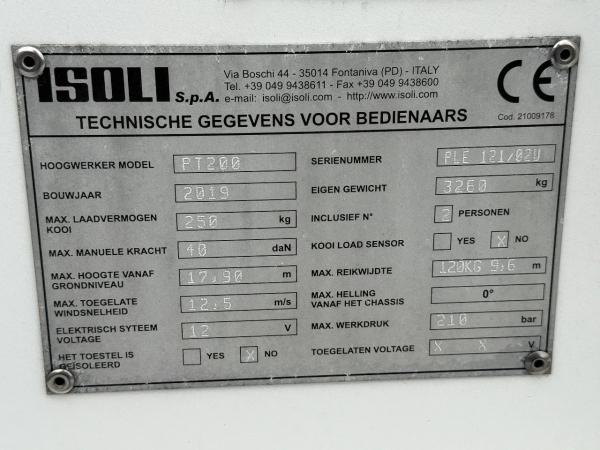 ISOLI S.p.A.
Via Boschi 44 - 35014 Fontaniva (PD) - ITALY
Tel. +39 049 9438611 - Fax +39 049 9438600
e-mail: isoli@isoli.com - http://www.isoli.com
CE
Cod. 21009178
TECHNISCHE GEGEVENS VOOR BEDIENAARS
HOOGWERKER MODEL PT200
SERIENUMMER PLE 121/02U
BOUWJAAR 2019
EIGEN GEWICHT 3260 kg
MAX. LAADVERMOGEN KOOI 250 kg
INCLUSIEF N° 2 PERSONEN
MAX. MANUELE KRACHT 40 daN
KOOI LOAD SENSOR YES X NO
MAX. HOOGTE VANAF GRONDNIVEAU 17,90 m
MAX. REIKWIJDTE 120KG 9,6 m
MAX. TOEGELATE WINDSNELHEID 12,5 m/s
MAX. HELLING VANAF HET CHASSIS 0°
ELEKTRISCH SYTEEM VOLTAGE 12 V
MAX. WERKDRUK 210 bar
HET TOESTEL IS GEÏSOLEERD YES X NO
TOEGELATEN VOLTAGE X X V